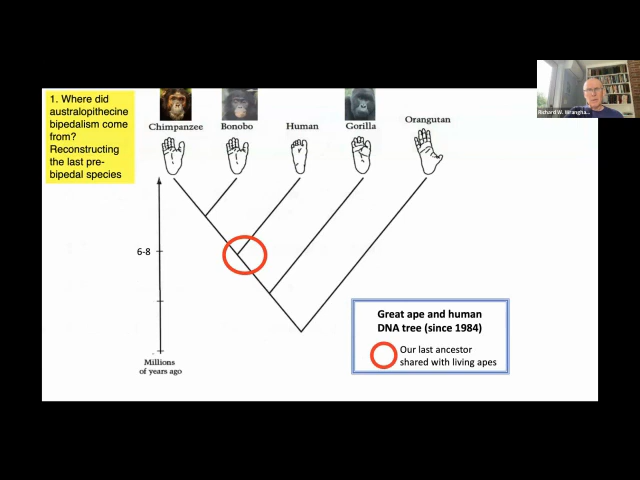 1. Where did
australopithecine
bipedalism come
from?
Reconstructing
the last pre-
bipedal species
Chimpanzee
Bonobo
Human
Gorilla
Orangutan
6-8
Millions
of years ago
Great ape and human
DNA tree (since 1984)
Our last ancestor
shared with living apes
Richard W. Wrangha...